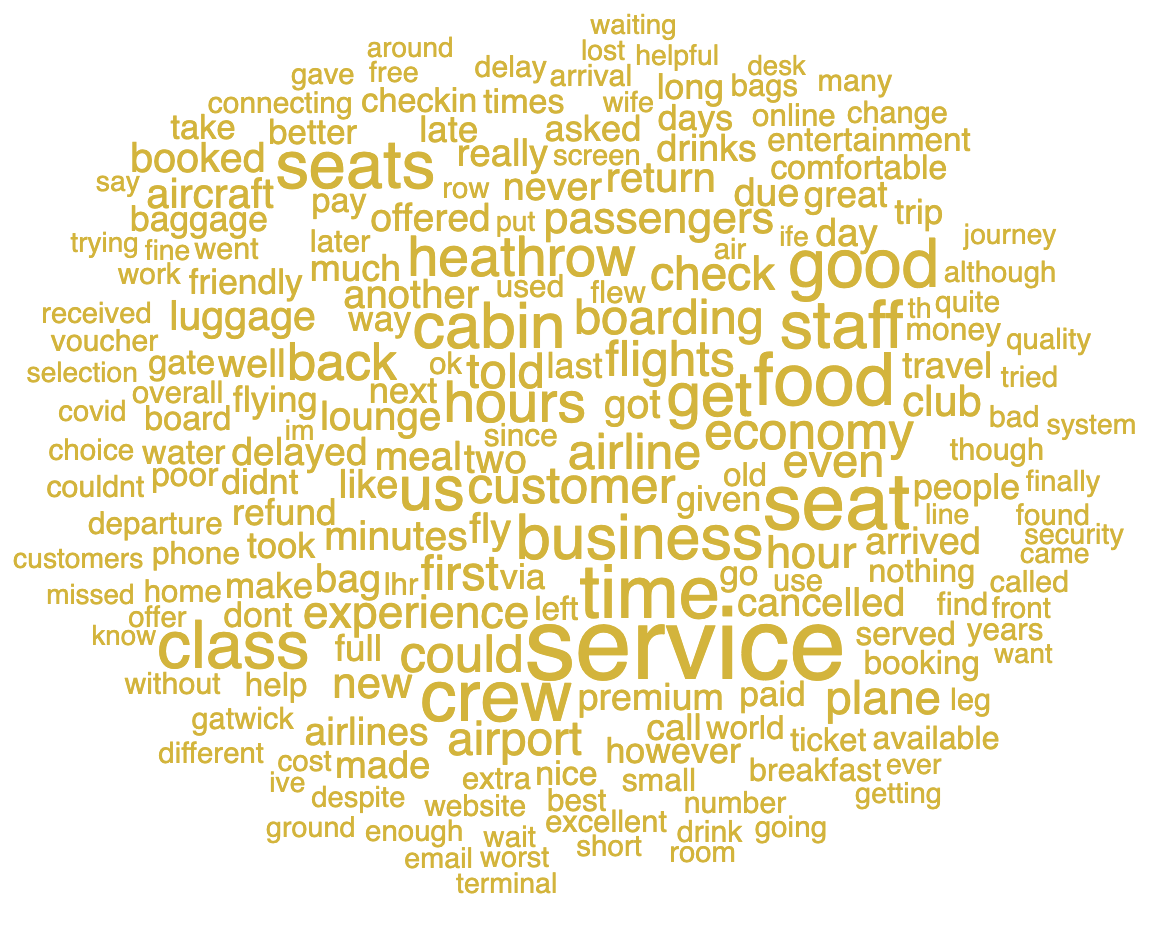 waiting
around lost helpful
gave free delay arrival desk
connecting checkin times wife long bags many
take better late asked days online change
booked seats really screen drinks entertainment
say aircraft row never return comfortable
baggage pay offered put passengers due great trip
trying fine went later heathrow air ife day journey
work friendly much check good although
received luggage another used flew th quite
voucher way cabin boarding staff money quality
selection gate well back ok told last flights travel tried
covid overall flying next hours got get food club bad system
board lounge im
choice water delayed meal two since airline economy though
couldnt poor didnt like us customer old even people finally
given seat
departure refund minutes fly line found security
customers phone took business hour arrived came
missed home make bag lhr first via go use nothing called
offer dont experience left time. cancelled find front
know class full could service served years want
without help new crew booking
gatwick premium paid plane leg
different airlines airport call world ticket available
cost made however breakfast ever
ive despite extra nice small getting
website best number
ground enough wait excellent drink going
email worst short room
terminal